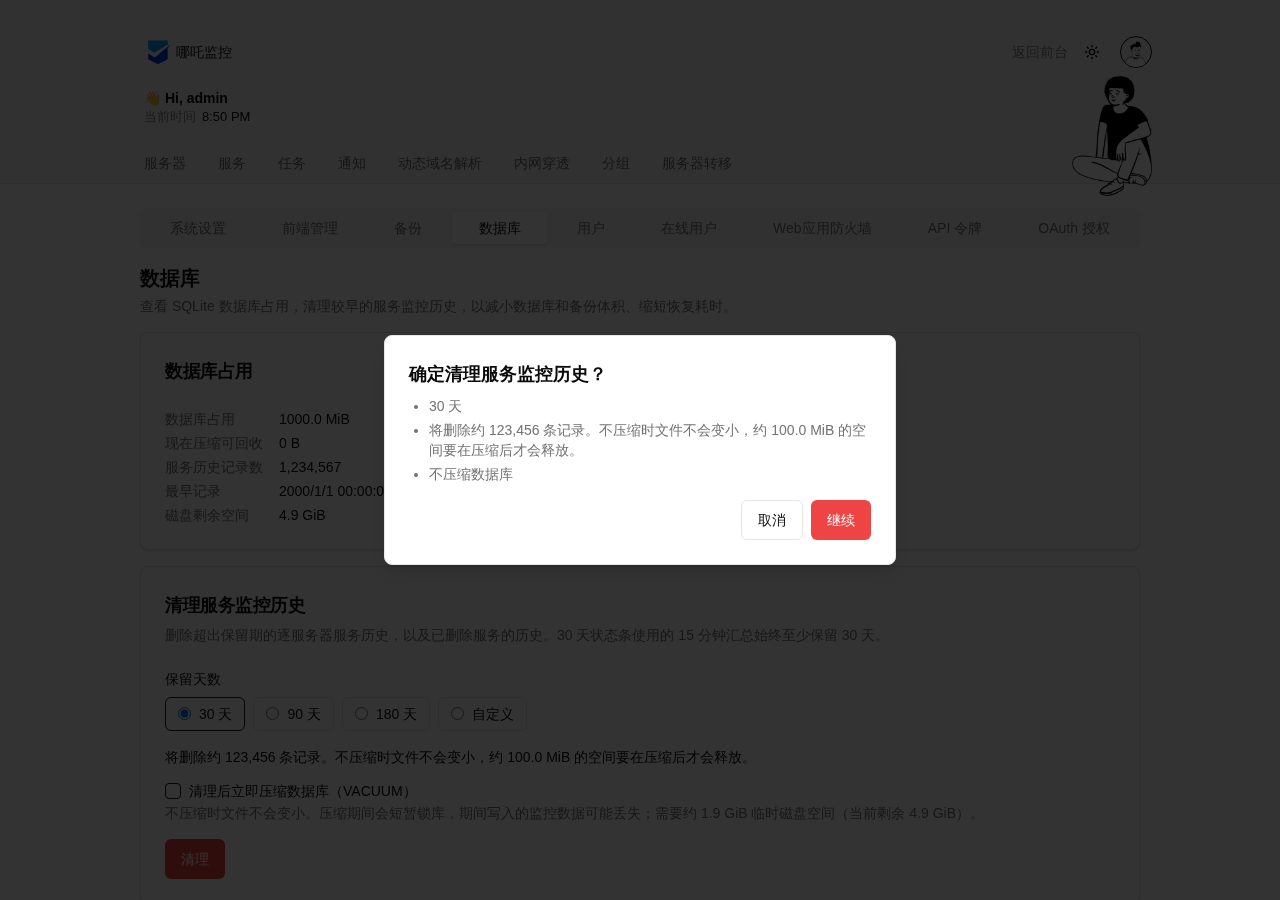 哪吒监控
返回前台
👋 Hi, admin
当前时间 8:50 PM
服务器 服务 任务 通知 动态域名解析 内网穿透 分组 服务器转移
系统设置 前端管理 备份 数据库 用户 在线用户 Web应用防火墙 API 令牌 OAuth 授权
数据库
查看 SQLite 数据库占用，清理较早的服务监控历史，以减小数据库和备份体积、缩短恢复耗时。
数据库占用
数据库占用 1000.0 MiB
现在压缩可回收 0 B
服务历史记录数 1,234,567
最早记录 2000/1/1 00:00:0
磁盘剩余空间 4.9 GiB
确定清理服务监控历史？
30 天
将删除约 123,456 条记录。不压缩时文件不会变小，约 100.0 MiB 的空
间要在压缩后才会释放。
不压缩数据库
取消 继续
清理服务监控历史
删除超出保留期的逐服务器服务历史，以及已删除服务的历史。30 天状态条使用的 15 分钟汇总始终至少保留 30 天。
保留天数
30 天 90 天 180 天 自定义
将删除约 123,456 条记录。不压缩时文件不会变小，约 100.0 MiB 的空间要在压缩后才会释放。
清理后立即压缩数据库（VACUUM）
不压缩时文件不会变小。压缩期间会短暂锁库，期间写入的监控数据可能丢失；需要约 1.9 GiB 临时磁盘空间（当前剩余 4.9 GiB）。
清理